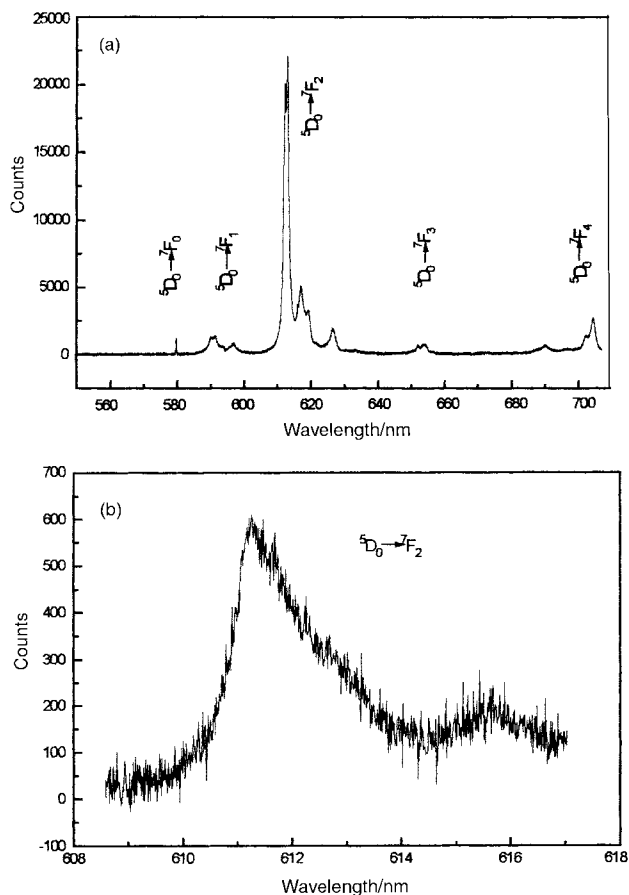 (a)
25000
20000
15000
10000
5000
0
Counts
⁵D₀→⁷F₀
⁵D₀→⁷F₁
⁵D₀→⁷F₂
⁵D₀→⁷F₃
⁵D₀→⁷F₄
560 580 600 620 640 660 680 700
Wavelength/nm
(b)
700
600
500
400
300
200
100
0
-100
Counts
⁵D₀→⁷F₂
608 610 612 614 616 618
Wavelength/nm